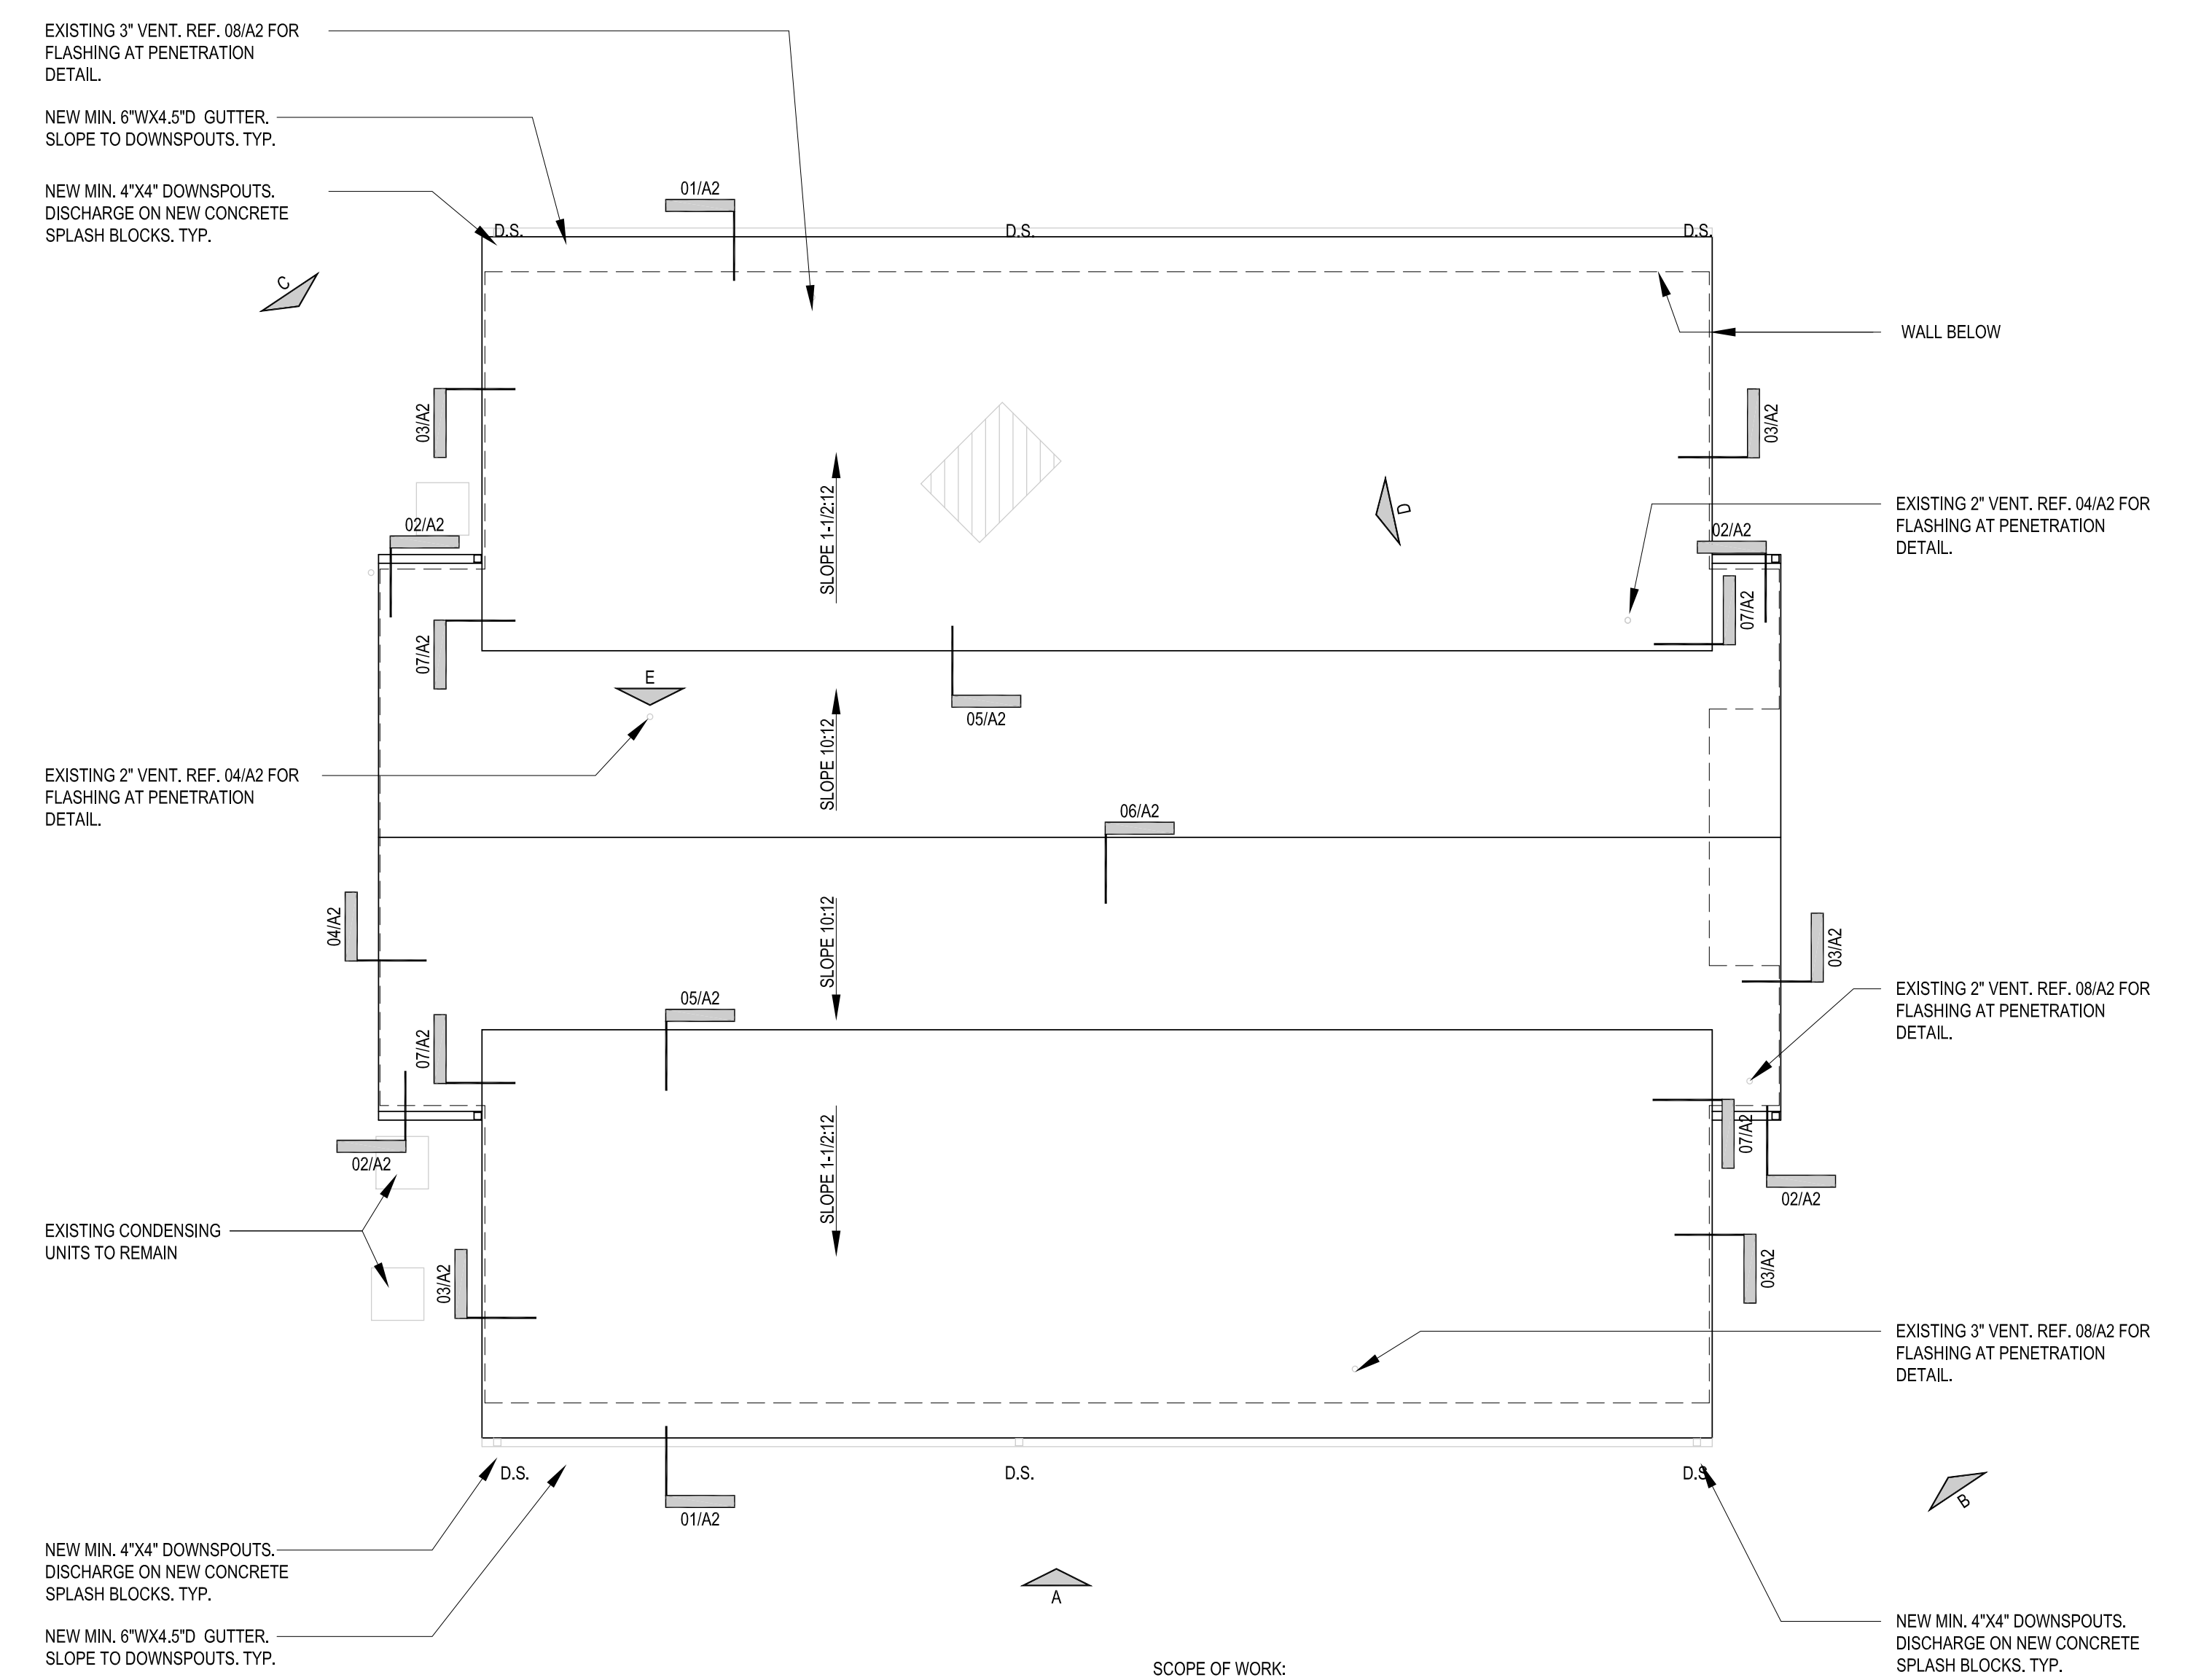 EXISTING 3" VENT. REF. 08/A2 FOR
FLASHING AT PENETRATION
DETAIL.
NEW MIN. 6"WX4.5"D GUTTER.
SLOPE TO DOWNSPOUTS. TYP.
NEW MIN. 4"X4" DOWNSPOUTS.
DISCHARGE ON NEW CONCRETE
SPLASH BLOCKS. TYP.
01/A2
D.S.
D.S.
D.S.
C
WALL BELOW
03/A2
03/A2
SLOPE 1-1/2:12
D
EXISTING 2" VENT. REF. 04/A2 FOR
FLASHING AT PENETRATION
DETAIL.
02/A2
02/A2
07/A2
07/A2
E
05/A2
SLOPE 10:12
EXISTING 2" VENT. REF. 04/A2 FOR
FLASHING AT PENETRATION
DETAIL.
06/A2
04/A2
SLOPE 10:12
03/A2
05/A2
EXISTING 2" VENT. REF. 08/A2 FOR
FLASHING AT PENETRATION
DETAIL.
07/A2
07/A2
02/A2
SLOPE 1-1/2:12
02/A2
EXISTING CONDENSING
UNITS TO REMAIN
03/A2
03/A2
EXISTING 3" VENT. REF. 08/A2 FOR
FLASHING AT PENETRATION
DETAIL.
D.S.
D.S.
D.S
B
01/A2
NEW MIN. 4"X4" DOWNSPOUTS.
DISCHARGE ON NEW CONCRETE
SPLASH BLOCKS. TYP.
A
NEW MIN. 6"WX4.5"D GUTTER.
SLOPE TO DOWNSPOUTS. TYP.
NEW MIN. 4"X4" DOWNSPOUTS.
DISCHARGE ON NEW CONCRETE
SPLASH BLOCKS. TYP.
SCOPE OF WORK: